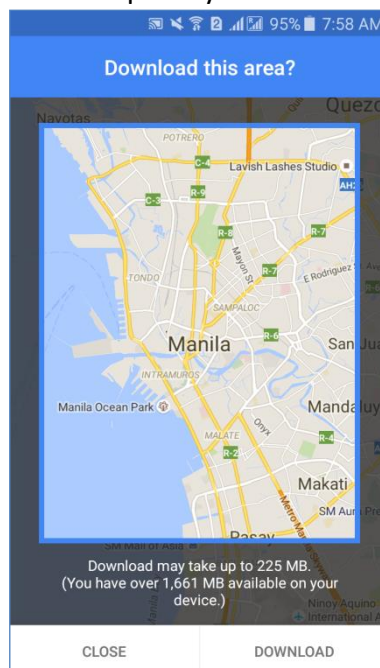 95% 7:58 AM
Download this area?
Navotas
Quezo
POTRERO
C-4
Lavish Lashes Studio
R-9
C-3
AH2
R-8
R-7
Mayon St
R-7
TONDO
E Rodriguez
SAMPALOC
Manila
R-6
San Jua
INTRAMUROS
Manila Ocean Park
Mandaluy
Onyx
MALATE
R-4
R-2
Makati
SM Aura Pre
Pasay
SM Mall of Asia
Download may take up to 225 MB.
(You have over 1,661 MB available on your
device.)
Ninoy Aquino
International A
CLOSE
DOWNLOAD